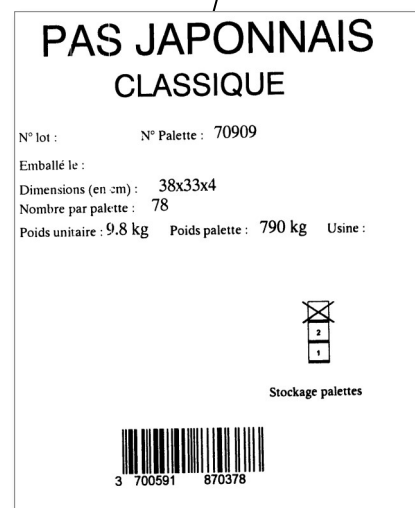 PAS JAPONNAIS
CLASSIQUE
N° lot : N° Palette : 70909
Emballé le :
Dimensions (en cm) : 38x33x4
Nombre par palette : 78
Poids unitaire : 9.8 kg Poids palette : 790 kg Usine :
2
1
Stockage palettes
3 700591 870378